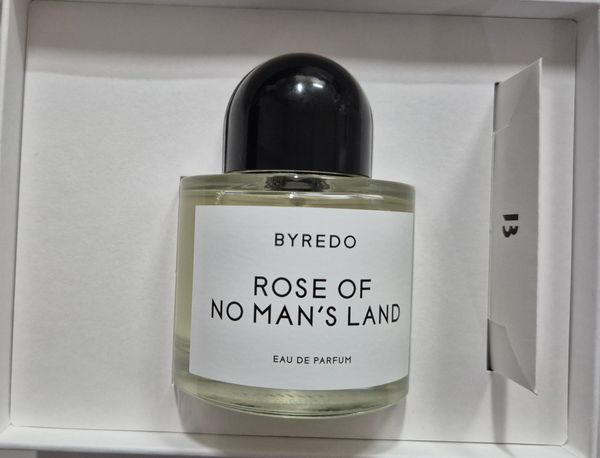 BYREDO
ROSE OF
NO MAN'S LAND
EAU DE PARFUM
B